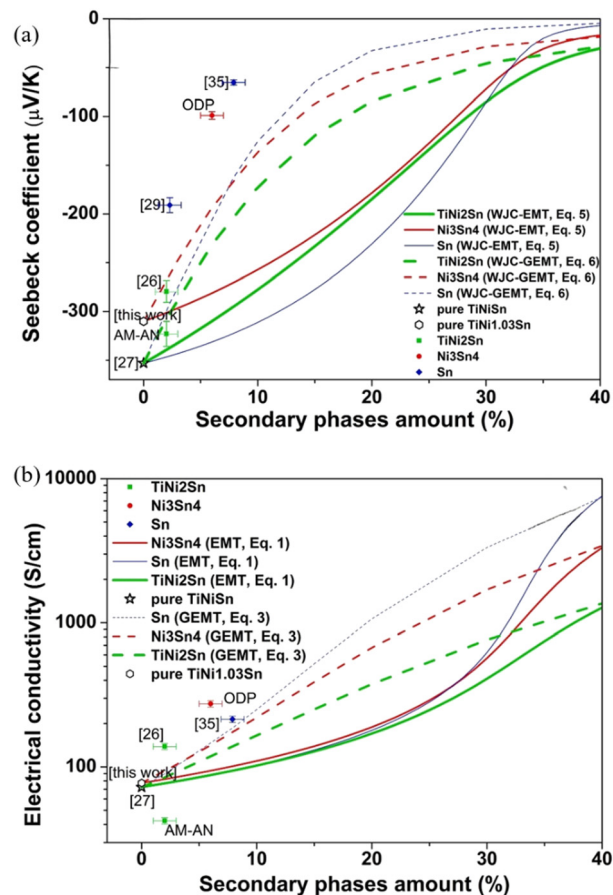 (a)
0
-100
-200
-300
Seebeck coefficient (μV/K)
[35]
ODP
[29]
[26]
[this work]
AM-AN
[27]
TiNi2Sn (WJC-EMT, Eq. 5)
Ni3Sn4 (WJC-EMT, Eq. 5)
Sn (WJC-EMT, Eq. 5)
TiNi2Sn (WJC-GEMT, Eq. 6)
Ni3Sn4 (WJC-GEMT, Eq. 6)
Sn (WJC-GEMT, Eq. 6)
pure TiNiSn
pure TiNi1.03Sn
TiNi2Sn
Ni3Sn4
Sn
0 10 20 30 40
Secondary phases amount (%)
(b)
10000
1000
100
Electrical conductivity (S/cm)
TiNi2Sn
Ni3Sn4
Sn
Ni3Sn4 (EMT, Eq. 1)
Sn (EMT, Eq. 1)
TiNi2Sn (EMT, Eq. 1)
pure TiNiSn
Sn (GEMT, Eq. 3)
Ni3Sn4 (GEMT, Eq. 3)
TiNi2Sn (GEMT, Eq. 3)
pure TiNi1.03Sn
ODP
[35]
[26]
[this work]
[27]
AM-AN
0 10 20 30 40
Secondary phases amount (%)